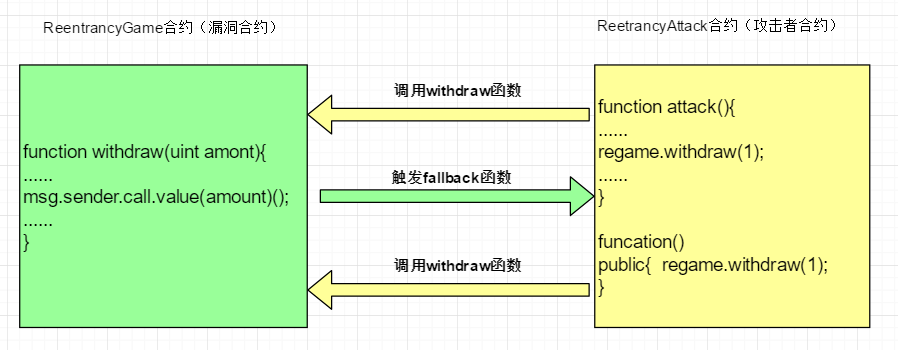 ReentrancyGame合约（漏洞合约）
ReetrancyAttack合约（攻击者合约）
function withdraw(uint amont){
......
msg.sender.call.value(amount)();
......
}
调用withdraw函数
触发fallback函数
调用withdraw函数
function attack(){
......
regame.withdraw(1);
......
}
funcation()
public{ regame.withdraw(1);
}